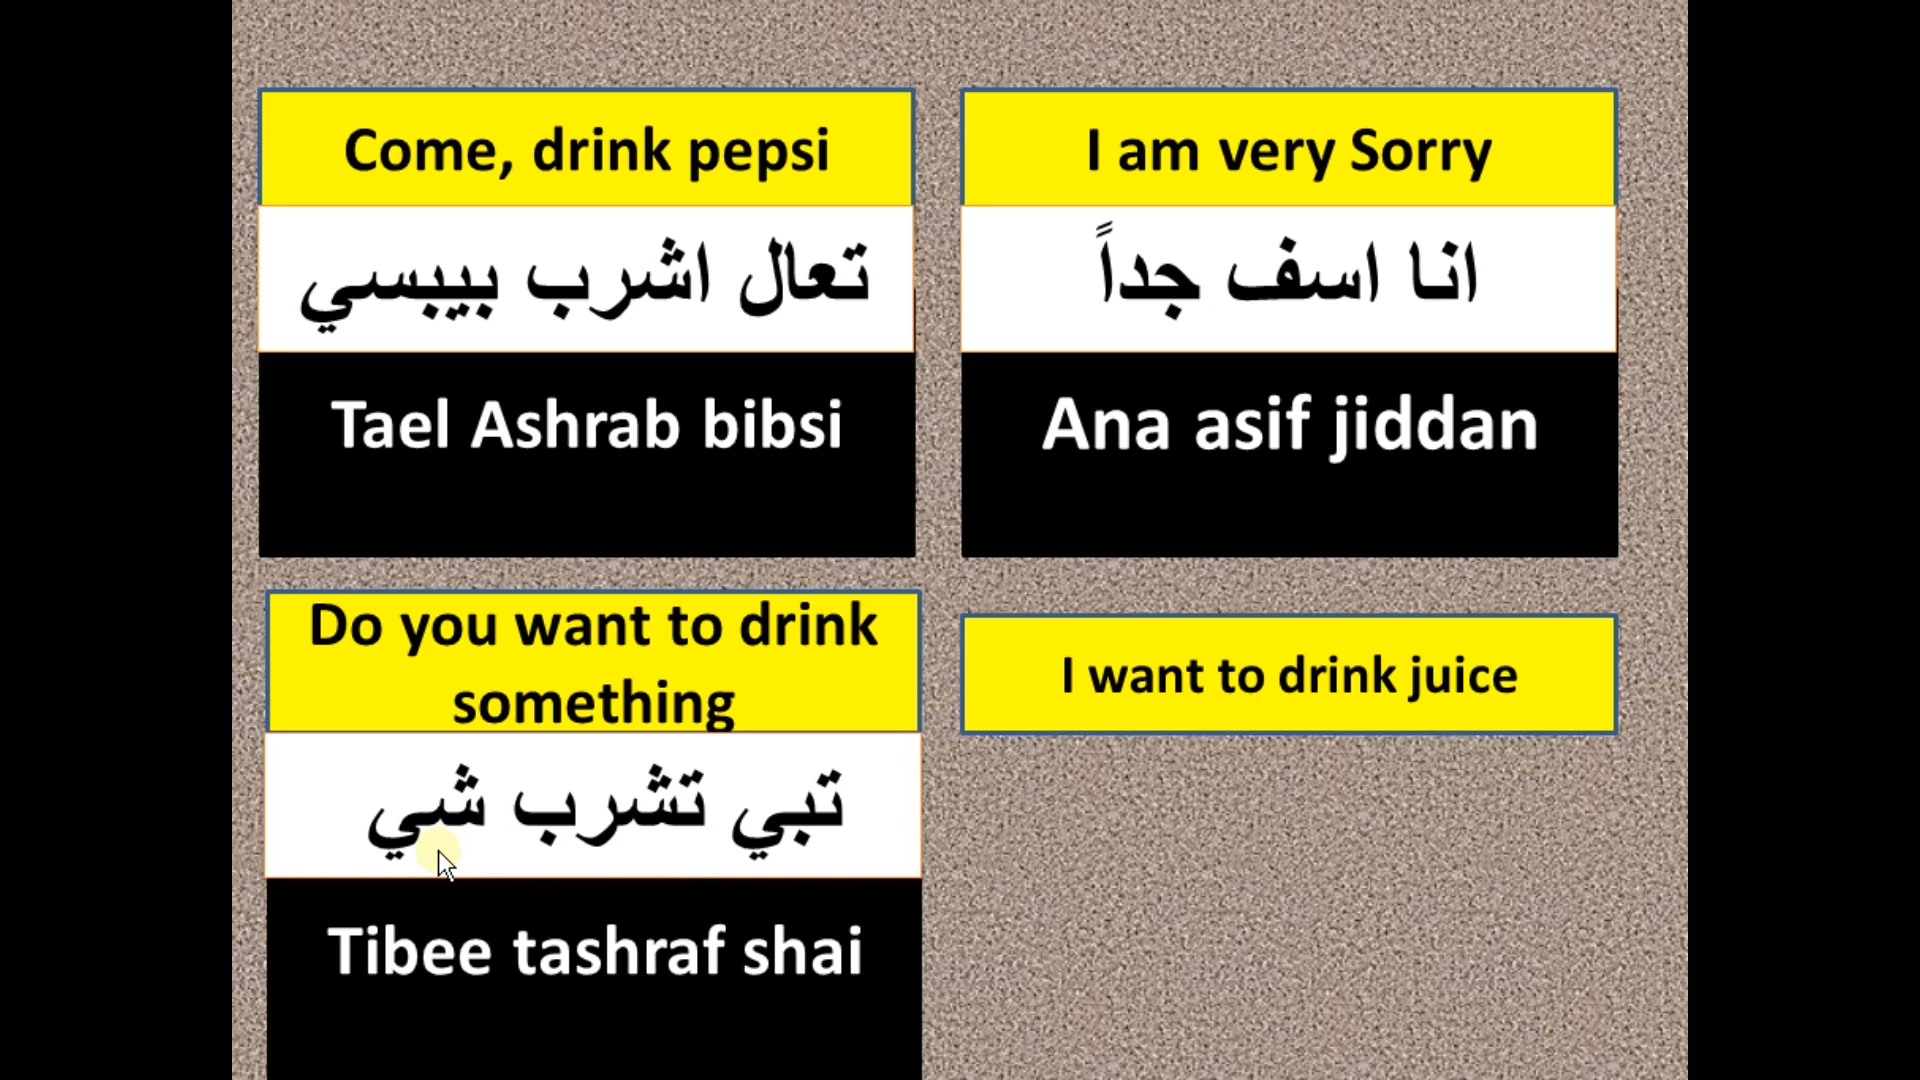 Come, drink pepsi
تعال اشرب بيبسي
Tael Ashrab bibsi
I am very Sorry
انا اسف جداً
Ana asif jiddan
Do you want to drink
something
تبي تشرب شي
Tibee tashraf shai
I want to drink juice